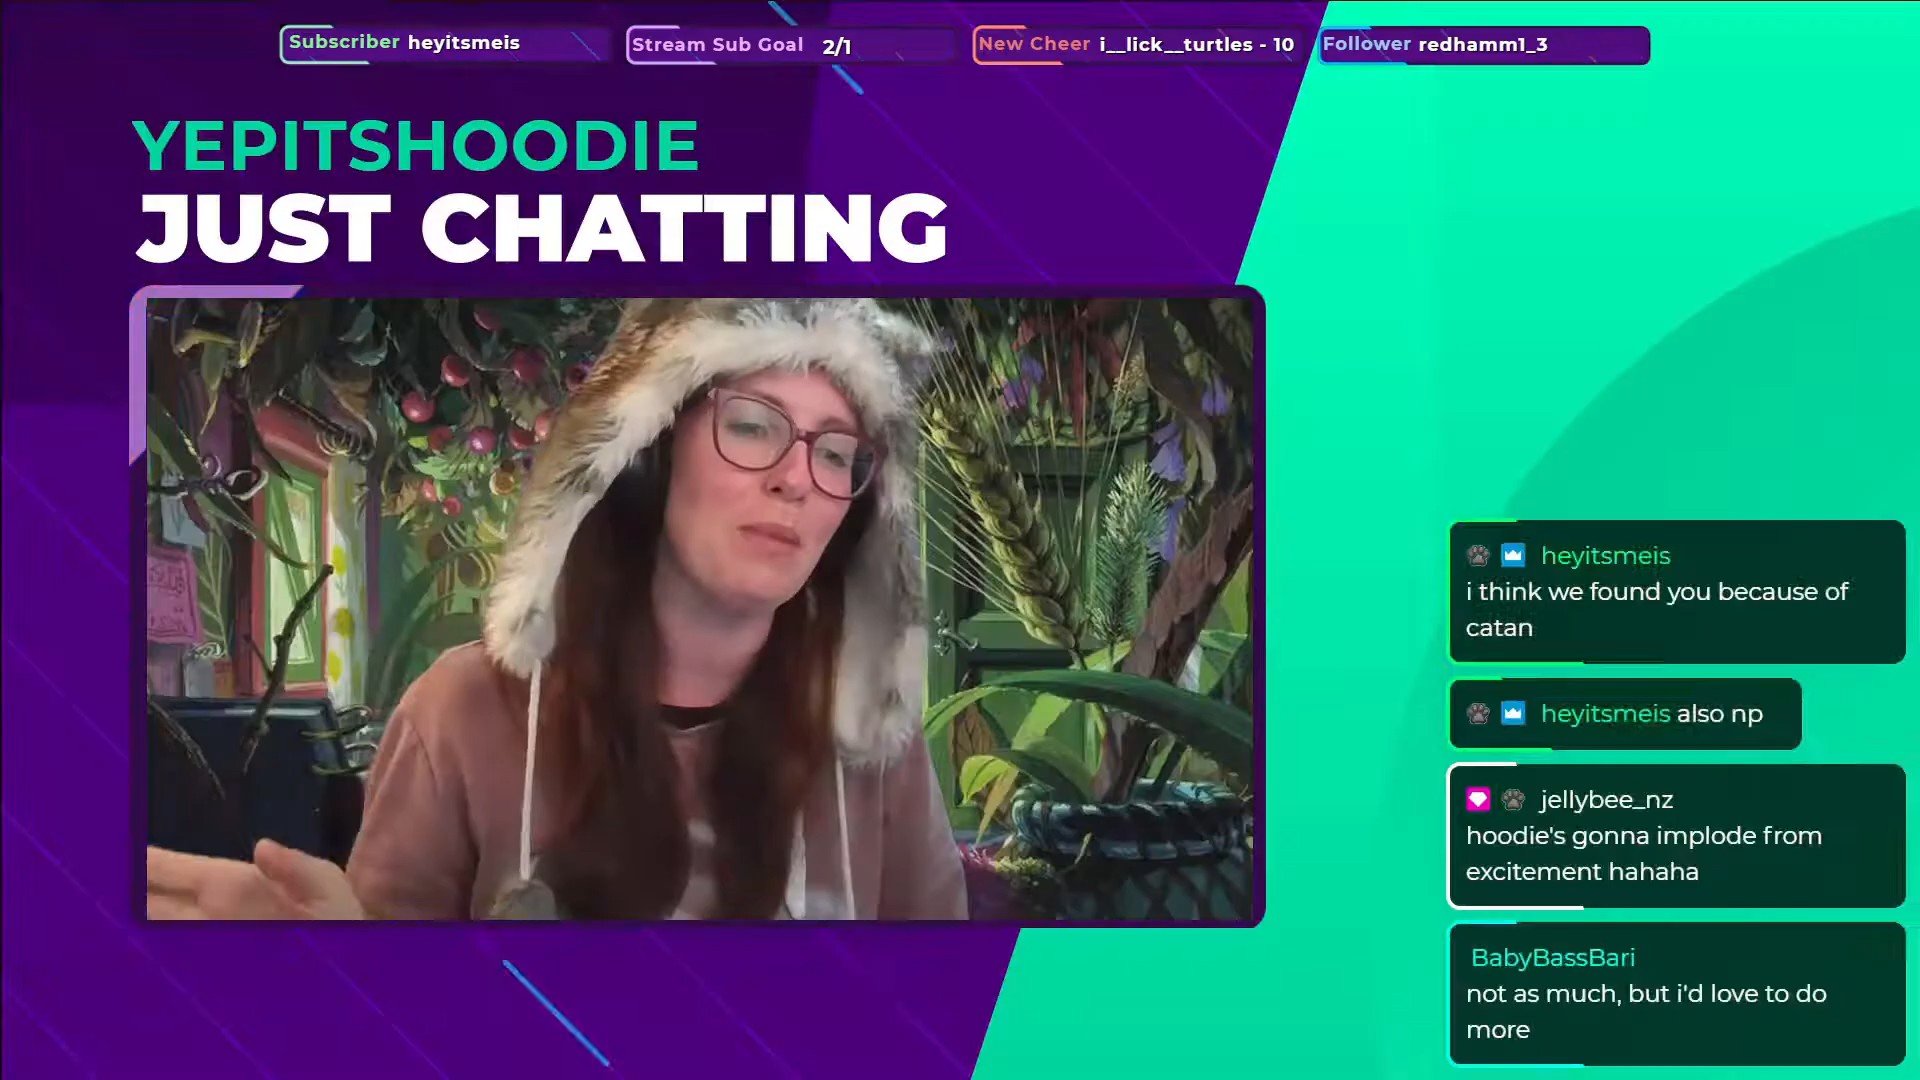 Subscriber heyitsmeis
Stream Sub Goal 2/1
New Cheer i__lick__turtles - 10
Follower redhamm1_3
YEPITSHOODIE
JUST CHATTING
heyitsmeis
i think we found you because of
catan
heyitsmeis also np
jellybee_nz
hoodie's gonna implode from
excitement hahaha
BabyBassBari
not as much, but i'd love to do
more